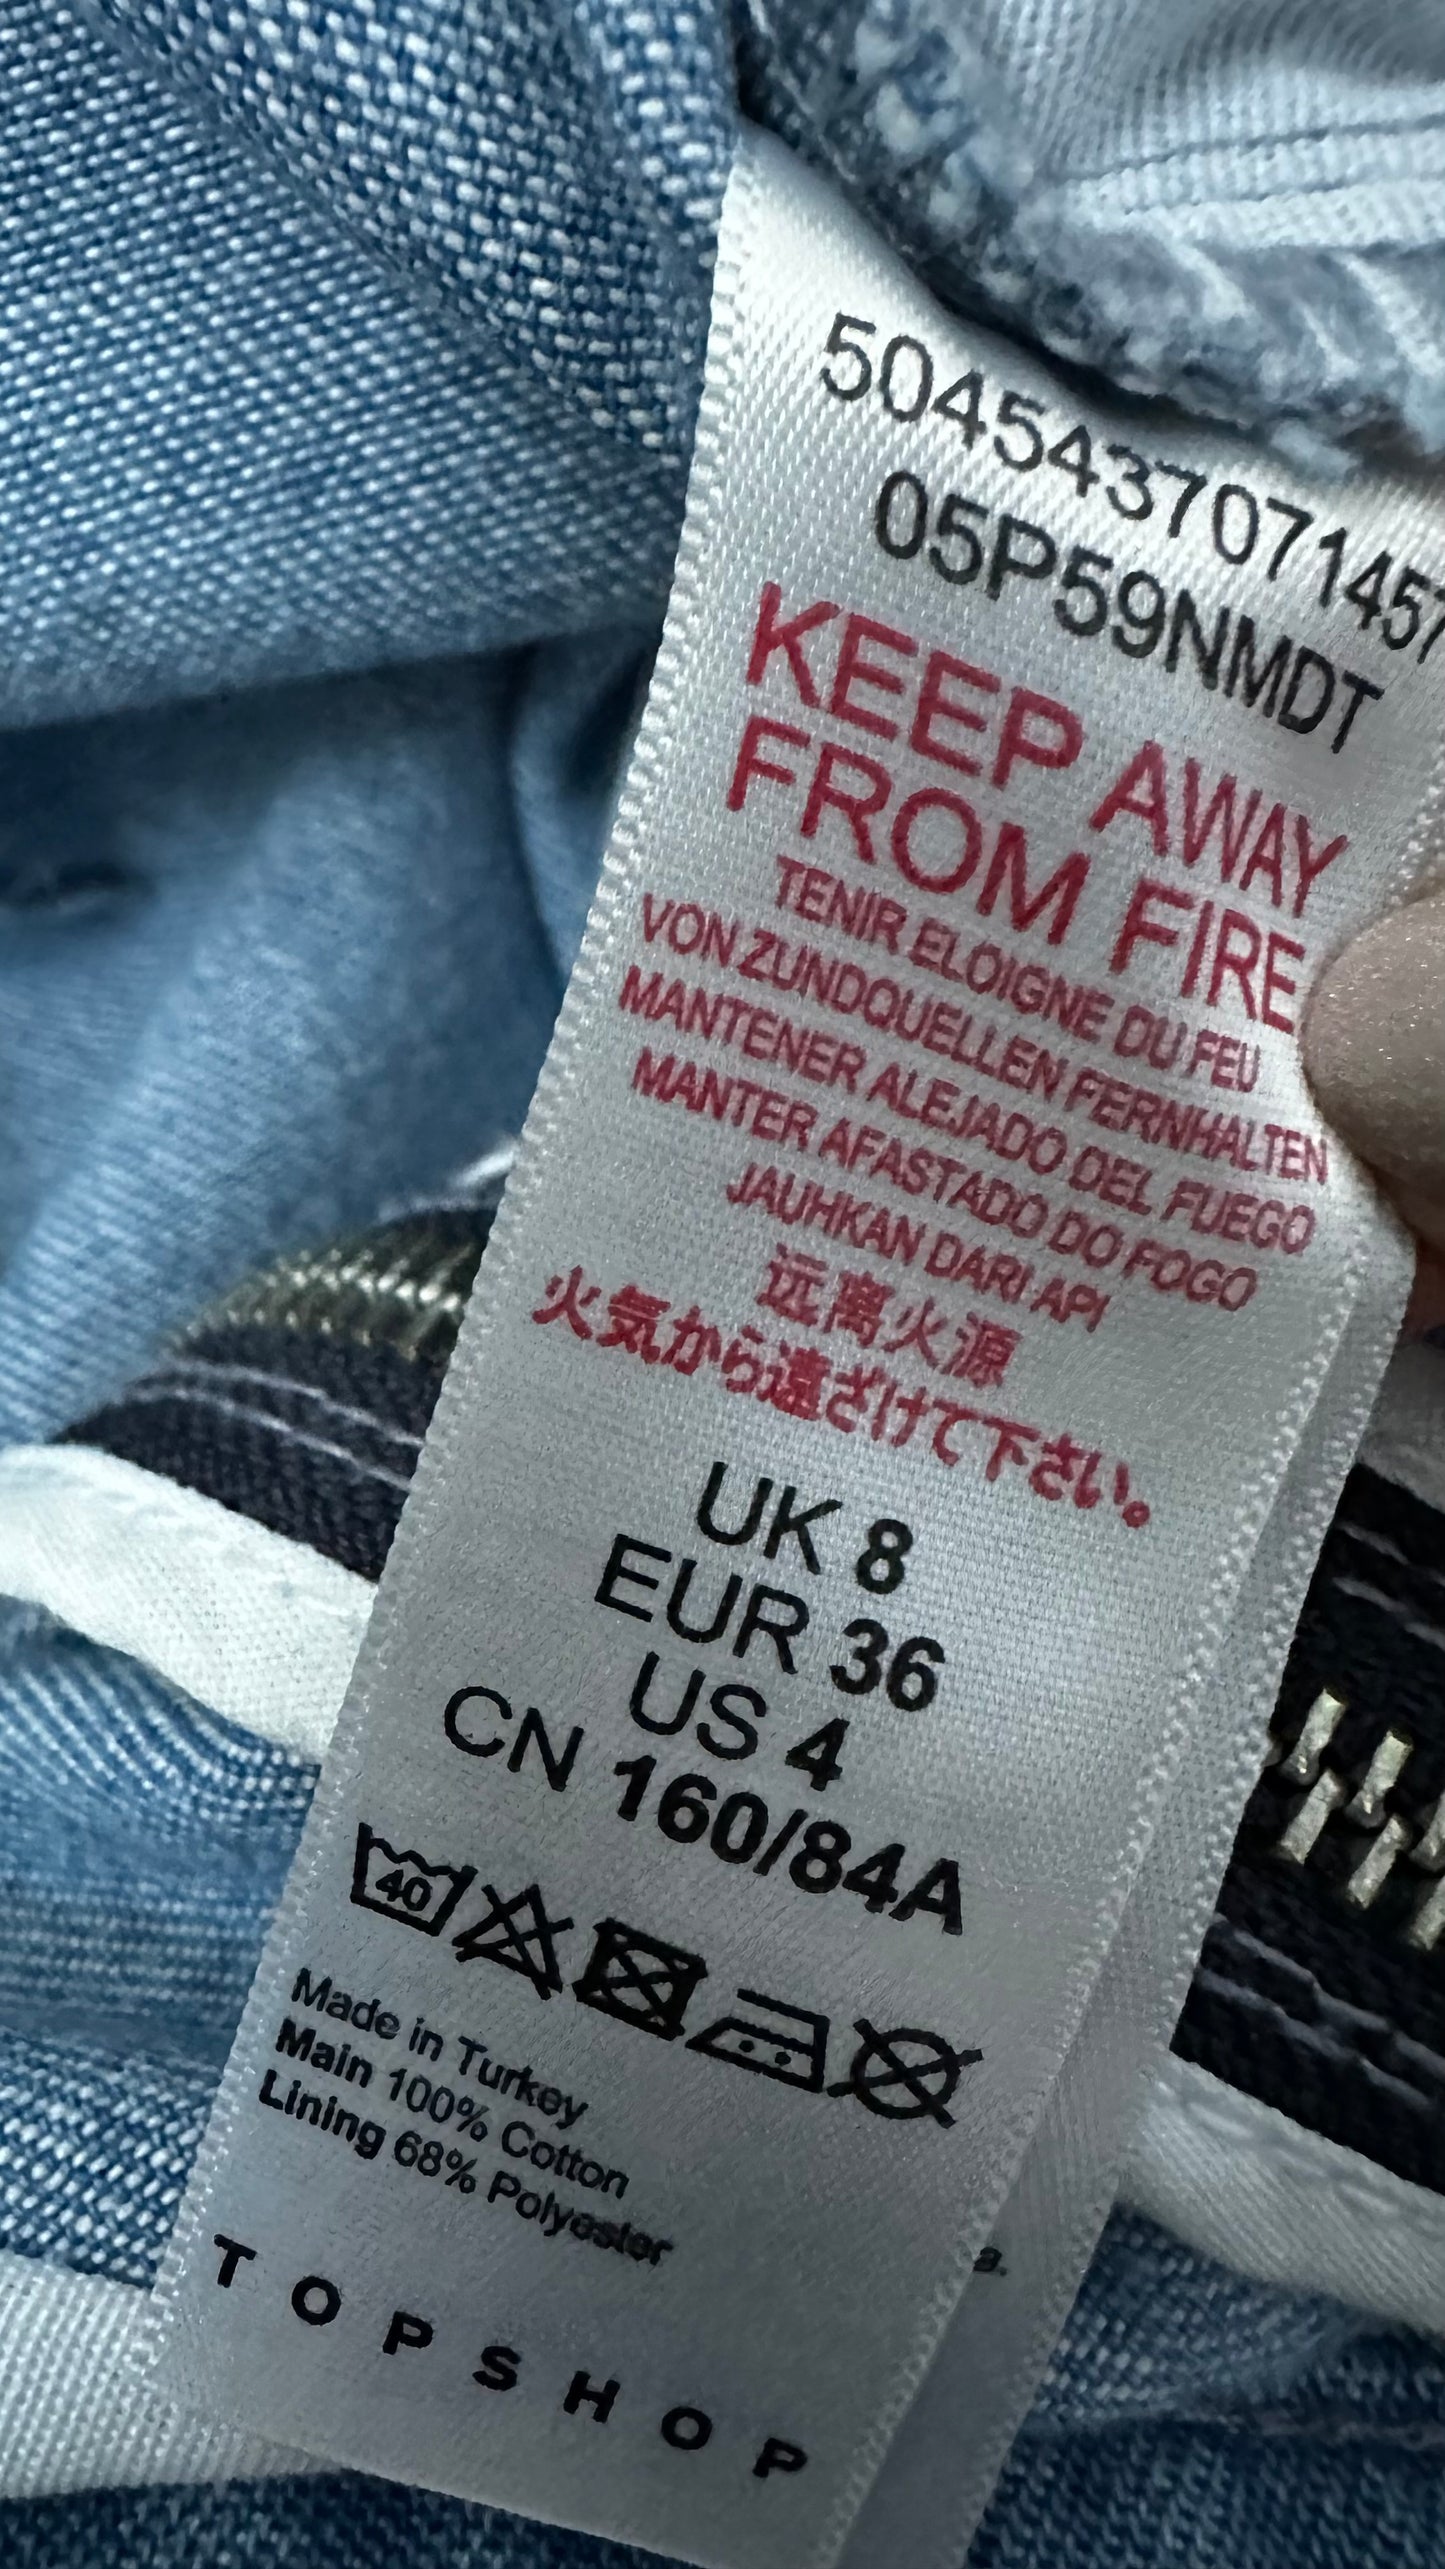 5045437071457
05P59NMDT
KEEP AWAY
FROM FIRE
TENIR ELOIGNE DU FEU
VON ZUNDQUELLEN FERNHALTEN
MANTENER ALEJADO DEL FUEGO
MANTER AFASTADO DO FOGO
JAUHKAN DARI API
远离火源
火気から遠ざけて下さい。
UK 8
EUR 36
US 4
CN 160/84A
40
Made in Turkey
Main 100% Cotton
Lining 68% Polyester
TOPSHOP